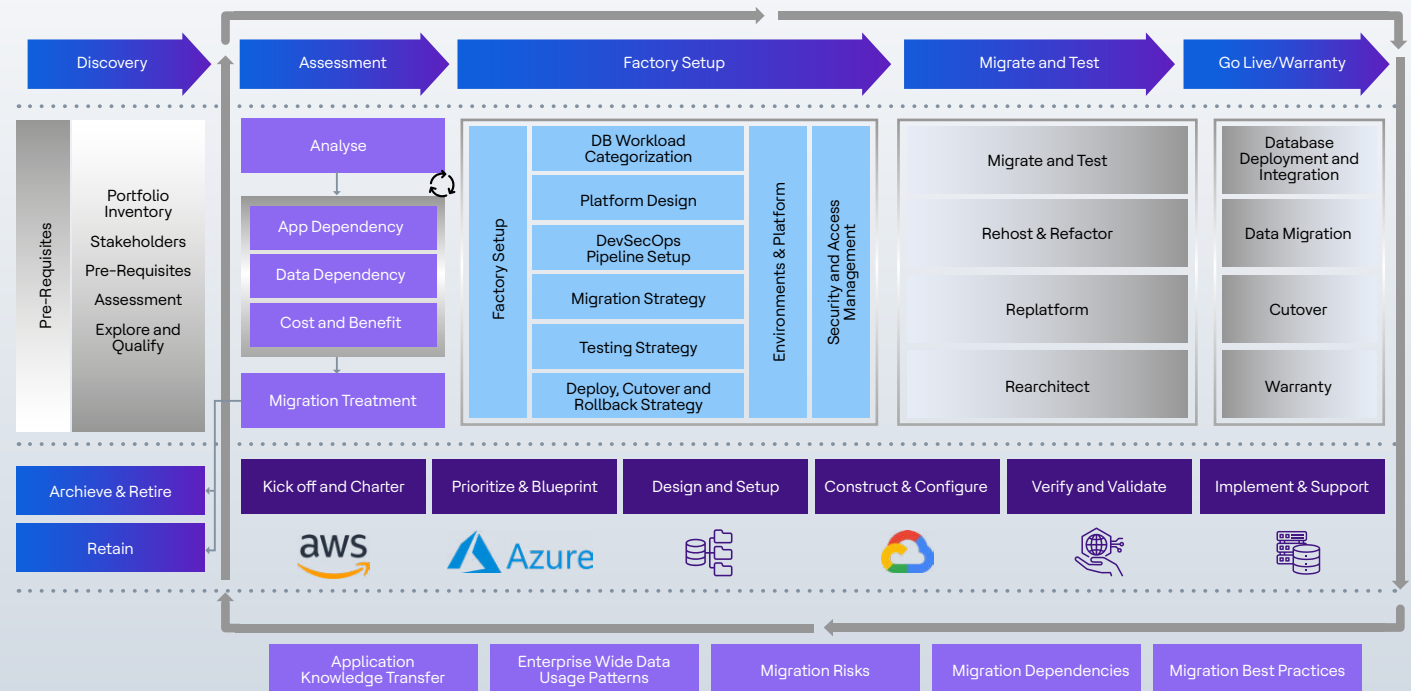 Discovery
Assessment
Factory Setup
Migrate and Test
Go Live/Warranty
Pre-Requisites
Portfolio
Inventory
Stakeholders
Pre-Requisites
Assessment
Explore and
Qualify
Analyse
App Dependency
Data Dependency
Cost and Benefit
Migration Treatment
Factory Setup
DB Workload
Categorization
Platform Design
DevSecOps
Pipeline Setup
Migration Strategy
Testing Strategy
Deploy, Cutover and
Rollback Strategy
Environments & Platform
Security and Access
Management
Migrate and Test
Rehost & Refactor
Replatform
Rearchitect
Database
Deployment and
Integration
Data Migration
Cutover
Warranty
Archieve & Retire
Retain
Kick off and Charter
Prioritize & Blueprint
Design and Setup
Construct & Configure
Verify and Validate
Implement & Support
aws
Azure
Application
Knowledge Transfer
Enterprise Wide Data
Usage Patterns
Migration Risks
Migration Dependencies
Migration Best Practices